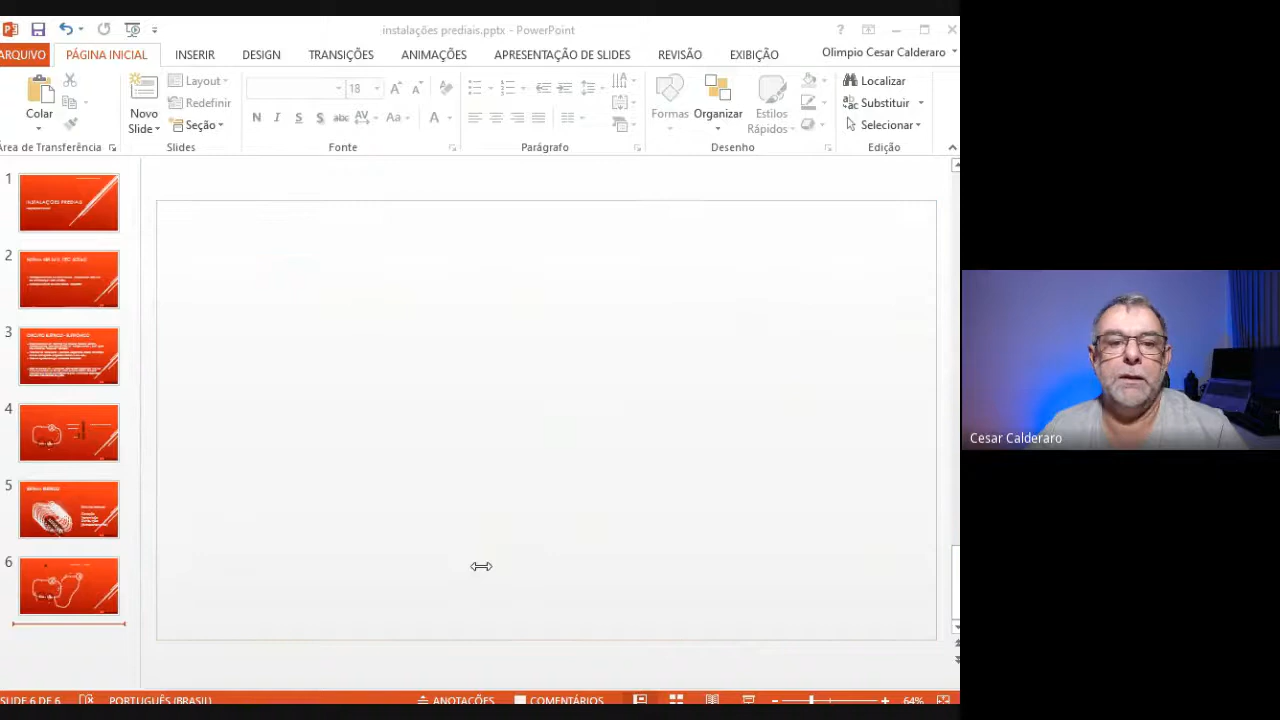 instalações prediais.pptx - PowerPoint
ARQUIVO PÁGINA INICIAL INSERIR DESIGN TRANSIÇÕES ANIMAÇÕES APRESENTAÇÃO DE SLIDES REVISÃO EXIBIÇÃO Olimpio Cesar Calderaro
Colar
Novo
Slide
Layout
Redefinir
Seção
18
Formas
Organizar
Estilos
Rápidos
Localizar
Substituir
Selecionar
Área de Transferência Slides Fonte Parágrafo Desenho Edição
1
INSTALAÇÕES PREDIAIS
2
3
4
5
6
Cesar Calderaro
SLIDE 6 DE 6 PORTUGUÊS (BRASIL) ANOTAÇÕES COMENTÁRIOS 64%